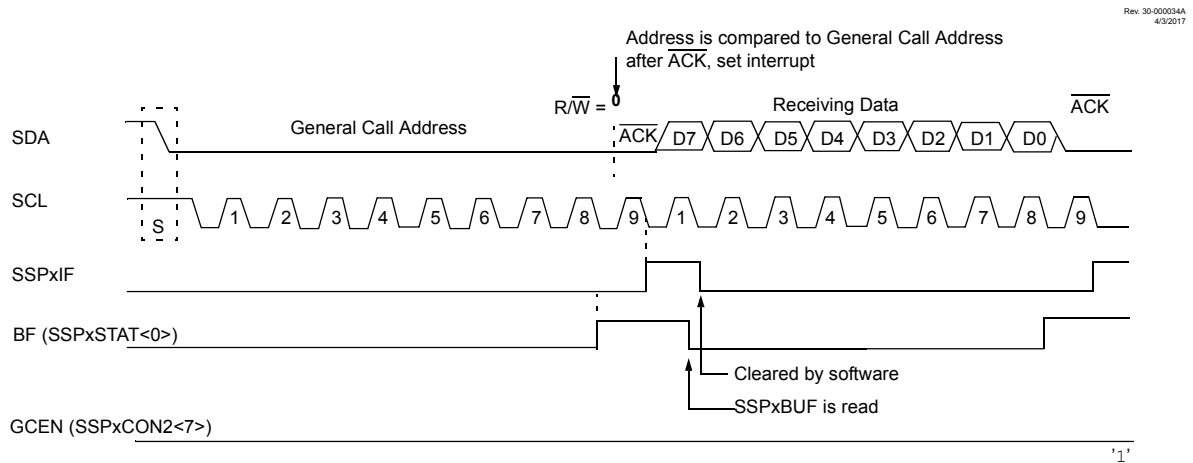 Rev. 30-000034A
4/3/2017
Address is compared to General Call Address
after ACK, set interrupt
R/W = 0
Receiving Data
ACK
SDA
General Call Address
ACK D7 D6 D5 D4 D3 D2 D1 D0
SCL
S 1 2 3 4 5 6 7 8 9 1 2 3 4 5 6 7 8 9
SSPxIF
BF (SSPxSTAT<0>)
Cleared by software
SSPxBUF is read
GCEN (SSPxCON2<7>)
'1'